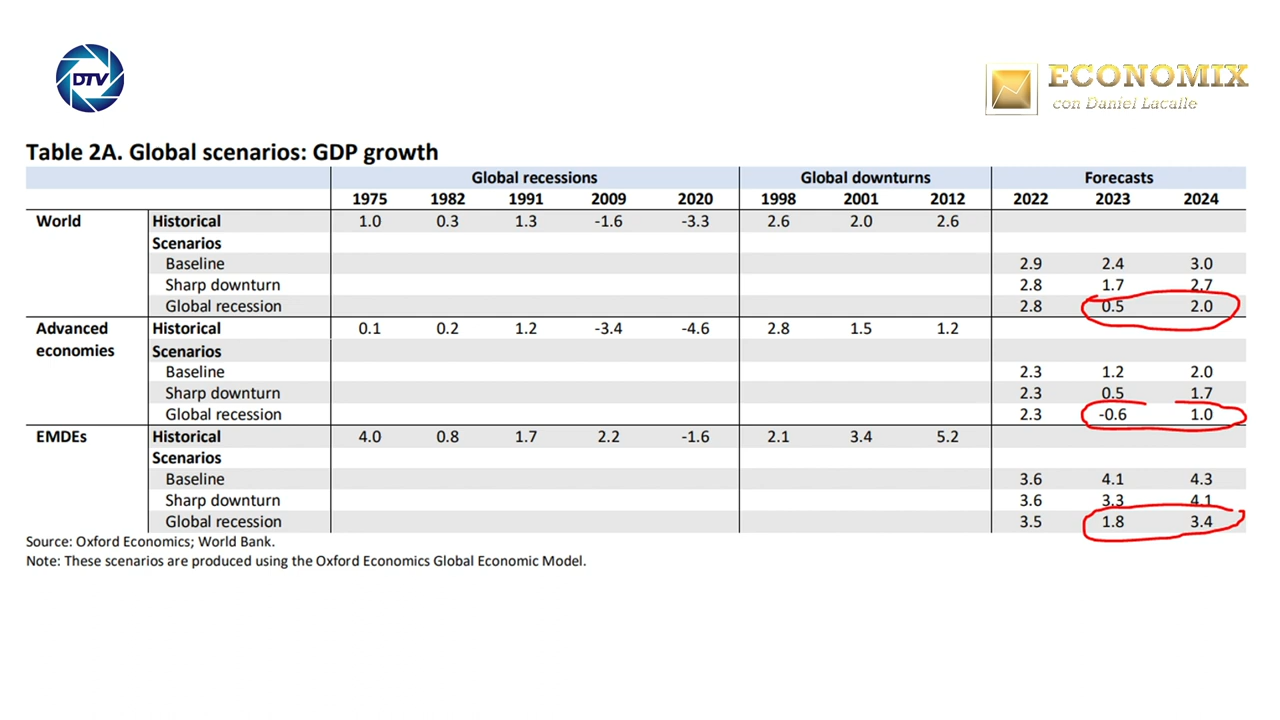 DTV
ECONOMIX
con Daniel Lacalle
Table 2A. Global scenarios: GDP growth
Global recessions Global downturns Forecasts
1975 1982 1991 2009 2020 1998 2001 2012 2022 2023 2024
World Historical 1.0 0.3 1.3 -1.6 -3.3 2.6 2.0 2.6
Scenarios
Baseline 2.9 2.4 3.0
Sharp downturn 2.8 1.7 2.7
Global recession 2.8 0.5 2.0
Advanced Historical 0.1 0.2 1.2 -3.4 -4.6 2.8 1.5 1.2
economies Scenarios
Baseline 2.3 1.2 2.0
Sharp downturn 2.3 0.5 1.7
Global recession 2.3 -0.6 1.0
EMDEs Historical 4.0 0.8 1.7 2.2 -1.6 2.1 3.4 5.2
Scenarios
Baseline 3.6 4.1 4.3
Sharp downturn 3.6 3.3 4.1
Global recession 3.5 1.8 3.4
Source: Oxford Economics; World Bank.
Note: These scenarios are produced using the Oxford Economics Global Economic Model.